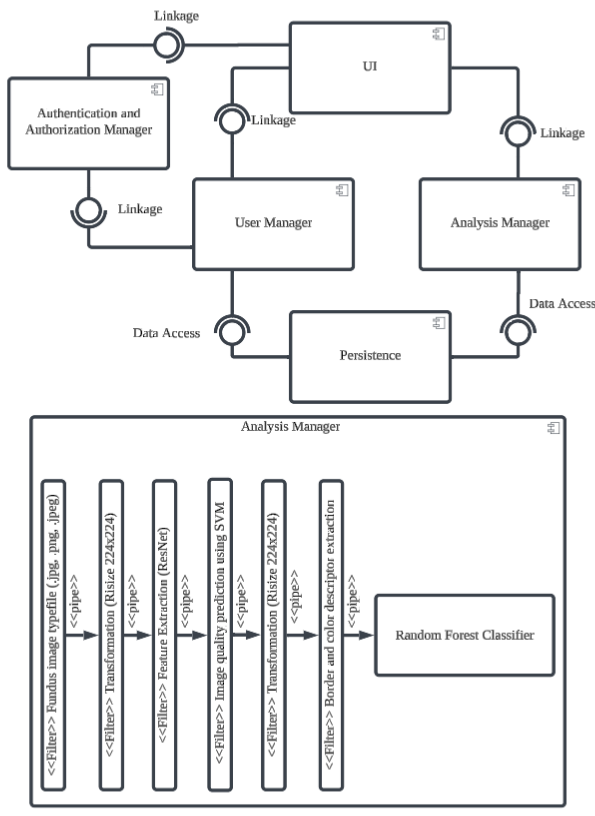 Linkage
UI
Authentication and
Authorization Manager
Linkage
Linkage
Linkage
User Manager
Analysis Manager
Data Access
Data Access
Persistence
Analysis Manager
<<Filter>> Fundus image typefile (.jpg, .png, .jpeg)
<<pipe>>
<<Filter>> Transformation (Risize 224x224)
<<pipe>>
<<Filter>> Feature Extraction (ResNet)
<<pipe>>
<<Filter>> Image quality prediction using SVM
<<pipe>>
<<Filter>> Transformation (Risize 224x224)
<<pipe>>
<<Filter>> Border and color descriptor extraction
<<pipe>>
Random Forest Classifier